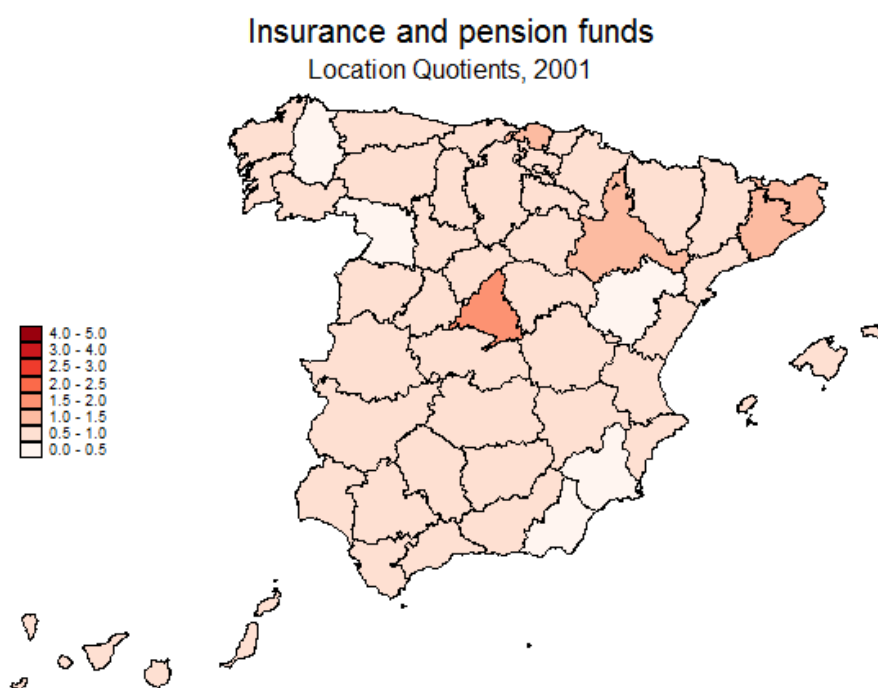 Insurance and pension funds
Location Quotients, 2001
4.0 - 5.0
3.0 - 4.0
2.5 - 3.0
2.0 - 2.5
1.5 - 2.0
1.0 - 1.5
0.5 - 1.0
0.0 - 0.5